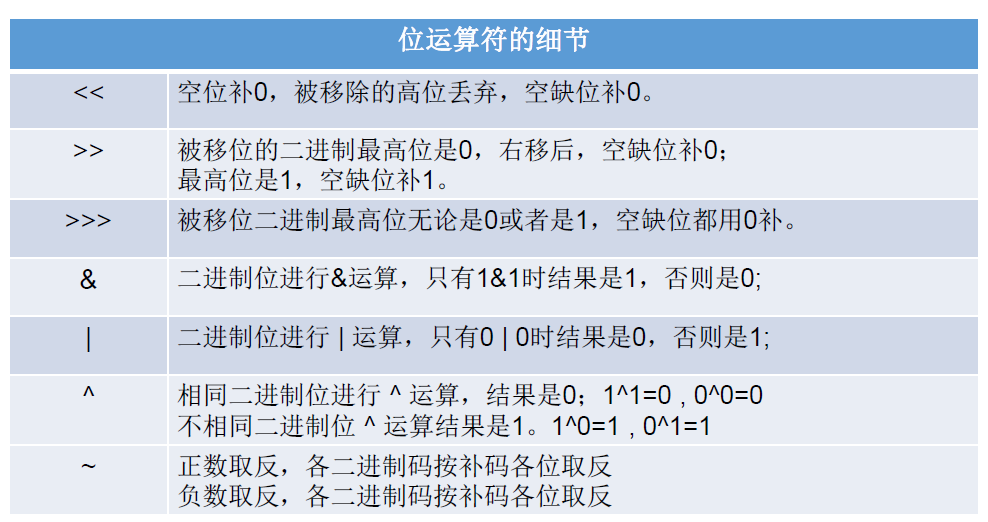 位运算符的细节
<< 空位补0，被移除的高位丢弃，空缺位补0。
>> 被移位的二进制最高位是0，右移后，空缺位补0；
最高位是1，空缺位补1。
>>> 被移位二进制最高位无论是0或者是1，空缺位都用0补。
& 二进制位进行&运算，只有1&1时结果是1，否则是0;
| 二进制位进行 | 运算，只有0 | 0时结果是0，否则是1;
^ 相同二进制位进行 ^ 运算，结果是0；1^1=0 , 0^0=0
不相同二进制位 ^ 运算结果是1。1^0=1 , 0^1=1
~ 正数取反，各二进制码按补码各位取反
负数取反，各二进制码按补码各位取反